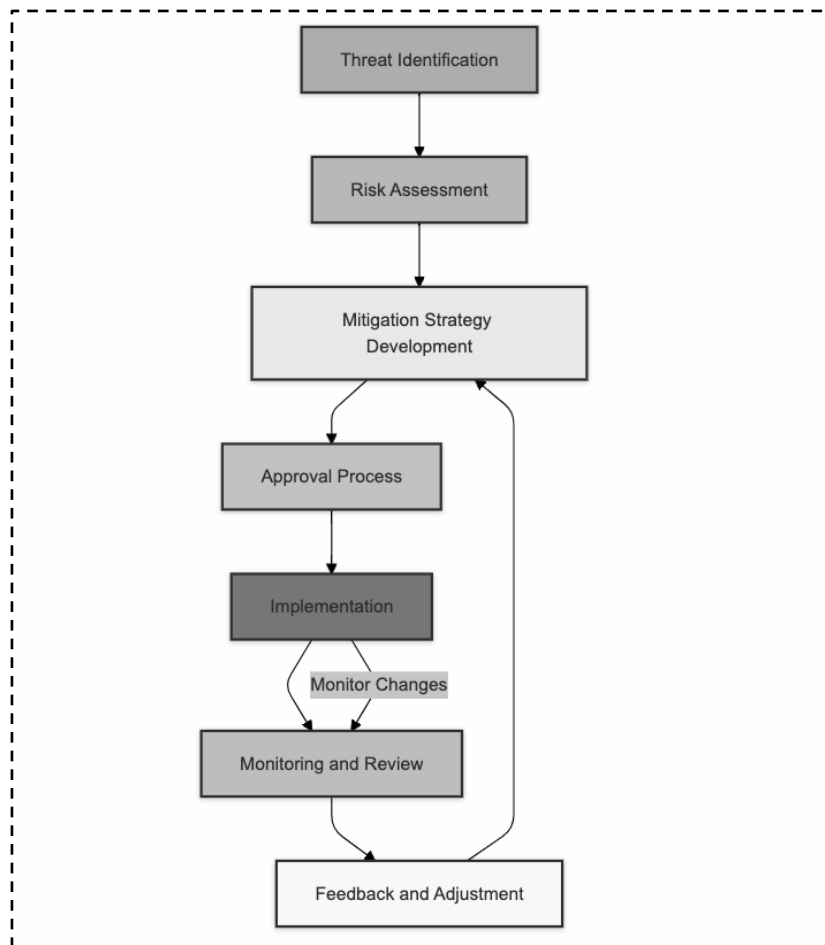 Threat Identification
Risk Assessment
Mitigation Strategy
Development
Approval Process
Implementation
Monitor Changes
Monitoring and Review
Feedback and Adjustment